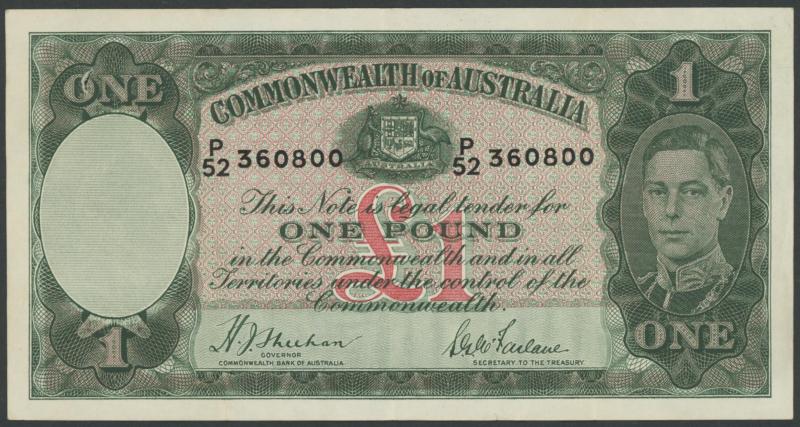 ONE
COMMONWEALTH OF AUSTRALIA
1
AUSTRALIA
P/52 360800
P/52 360800
This Note is legal tender for
ONE POUND
£1
in the Commonwealth and in all
Territories under the control of the
Commonwealth.
H J Sheehan
GOVERNOR
COMMONWEALTH BANK OF AUSTRALIA.
S G McFarlane
SECRETARY TO THE TREASURY.
1
ONE